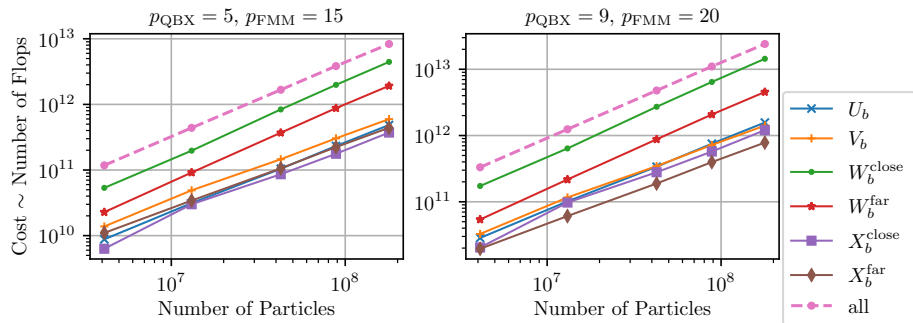 p_QBX = 5, p_FMM = 15
p_QBX = 9, p_FMM = 20
Cost ~ Number of Flops
10^13
10^12
10^11
10^10
10^7
10^8
Number of Particles
10^13
10^12
10^11
10^7
10^8
Number of Particles
U_b
V_b
W_b^close
W_b^far
X_b^close
X_b^far
all